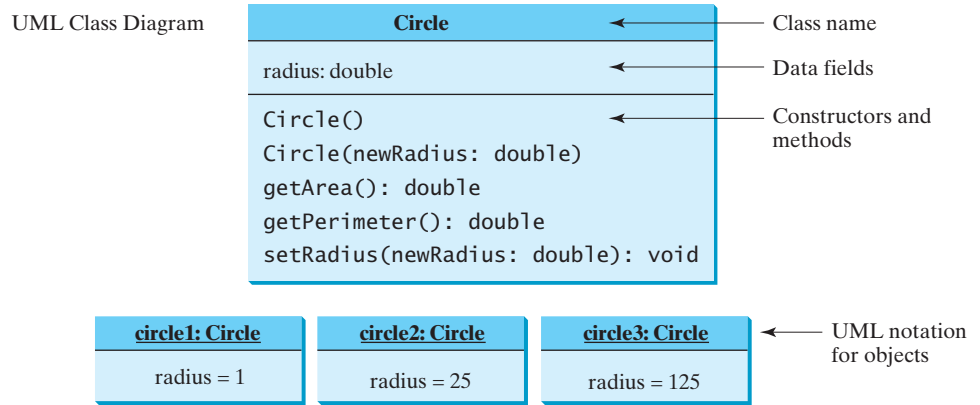 UML Class Diagram
Circle
Class name
radius: double
Data fields
Circle()
Constructors and
methods
Circle(newRadius: double)
getArea(): double
getPerimeter(): double
setRadius(newRadius: double): void
circle1: Circle
circle2: Circle
circle3: Circle
UML notation
for objects
radius = 1
radius = 25
radius = 125